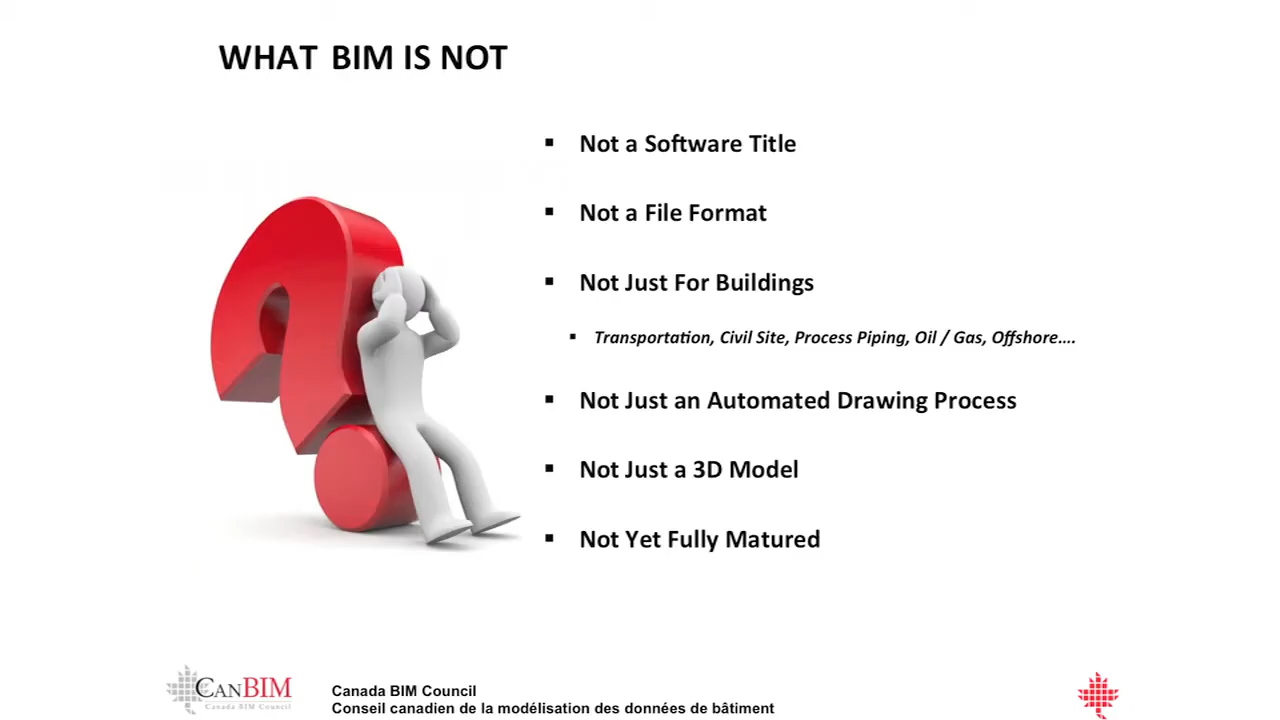 WHAT BIM IS NOT
▪ Not a Software Title
▪ Not a File Format
▪ Not Just For Buildings
▪ Transportation, Civil Site, Process Piping, Oil / Gas, Offshore....
▪ Not Just an Automated Drawing Process
▪ Not Just a 3D Model
▪ Not Yet Fully Matured
CANBIM
Canada BIM Council
Canada BIM Council
Conseil canadien de la modélisation des données de bâtiment